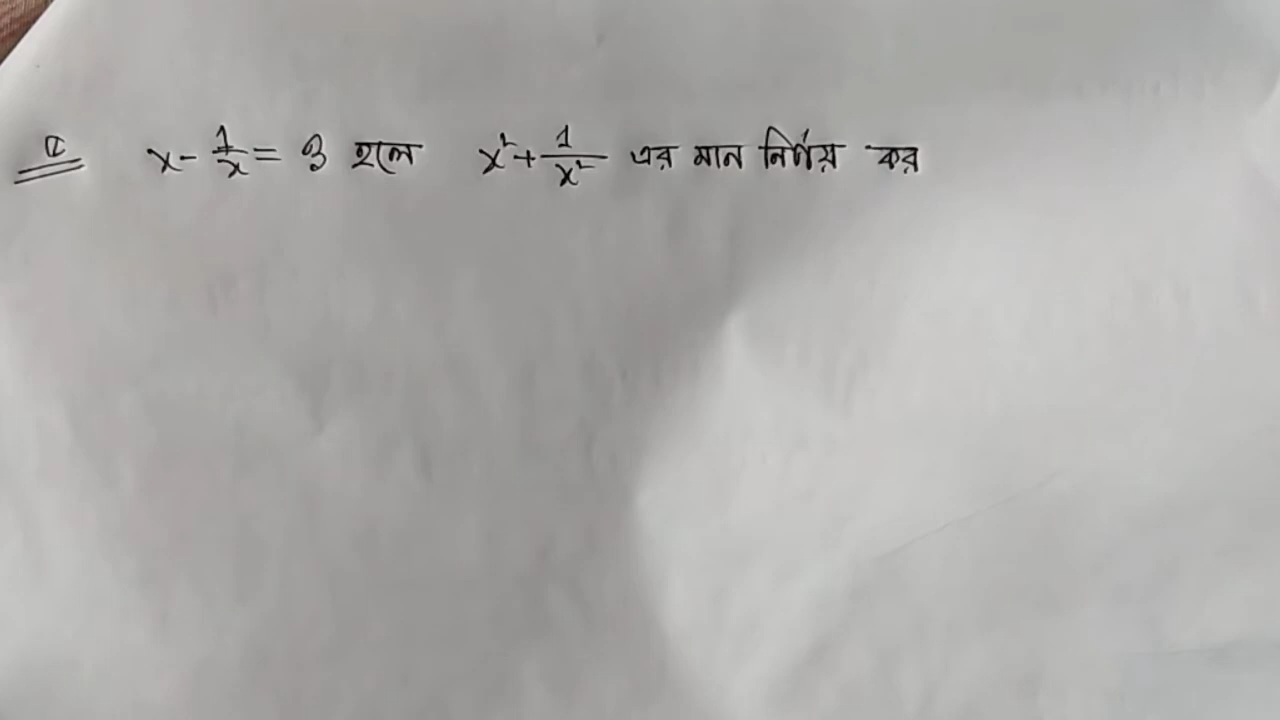 Q x - 1/x = 3 হলে x² + 1/x² এর মান নির্ণয় কর